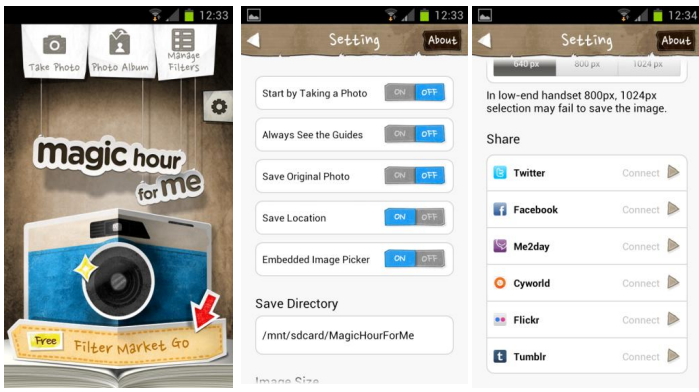 12:33
Take Photo
Photo Album
Manage
Filters
magic hour
for me
Free
Filter Market Go
12:33
Setting
About
Start by Taking a Photo
ON OFF
Always See the Guides
ON OFF
Save Original Photo
ON OFF
Save Location
ON OFF
Embedded Image Picker
ON OFF
Save Directory
/mnt/sdcard/MagicHourForMe
Image Size
12:34
Setting
About
640 px 800 px 1024 px
In low-end handset 800px, 1024px
selection may fail to save the image.
Share
Twitter Connect
Facebook Connect
Me2day Connect
Cyworld Connect
Flickr Connect
t Tumblr Connect